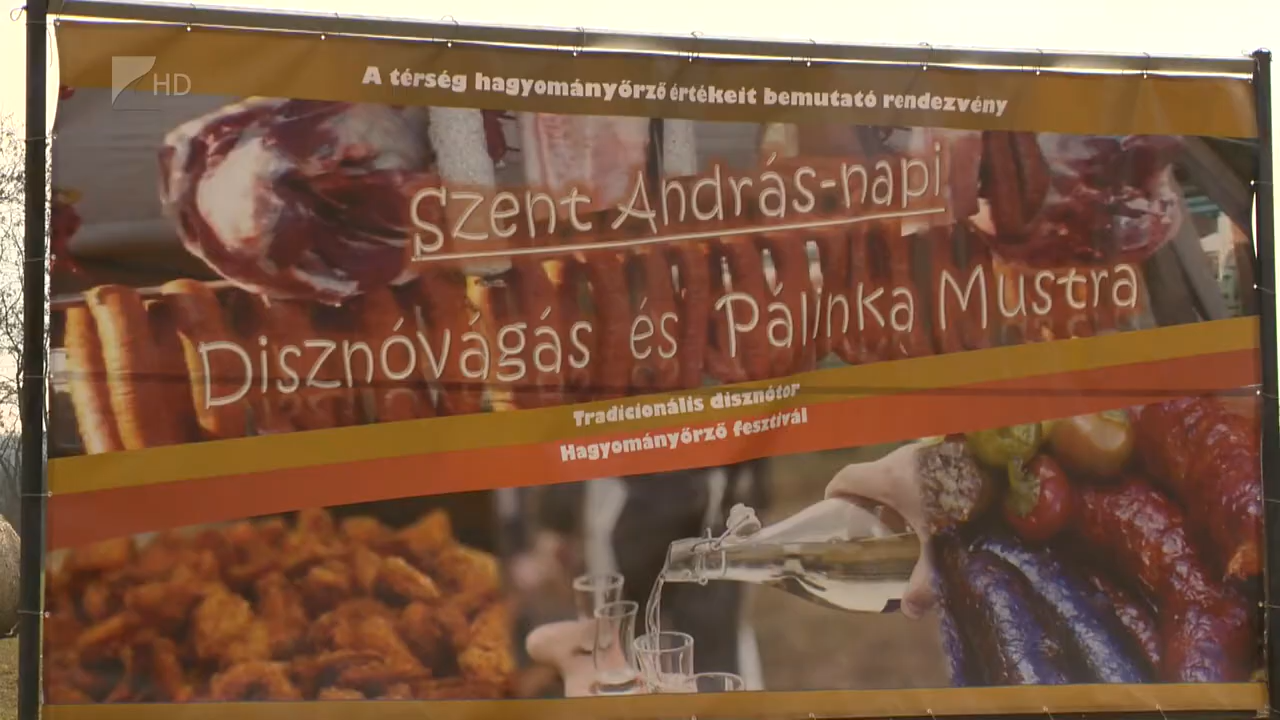 HD
A térség hagyományőrző értékeit bemutató rendezvény
Szent András-napi
Disznóvágás és Pálinka Mustra
Tradicionális disznótor
Hagyományőrző fesztivál